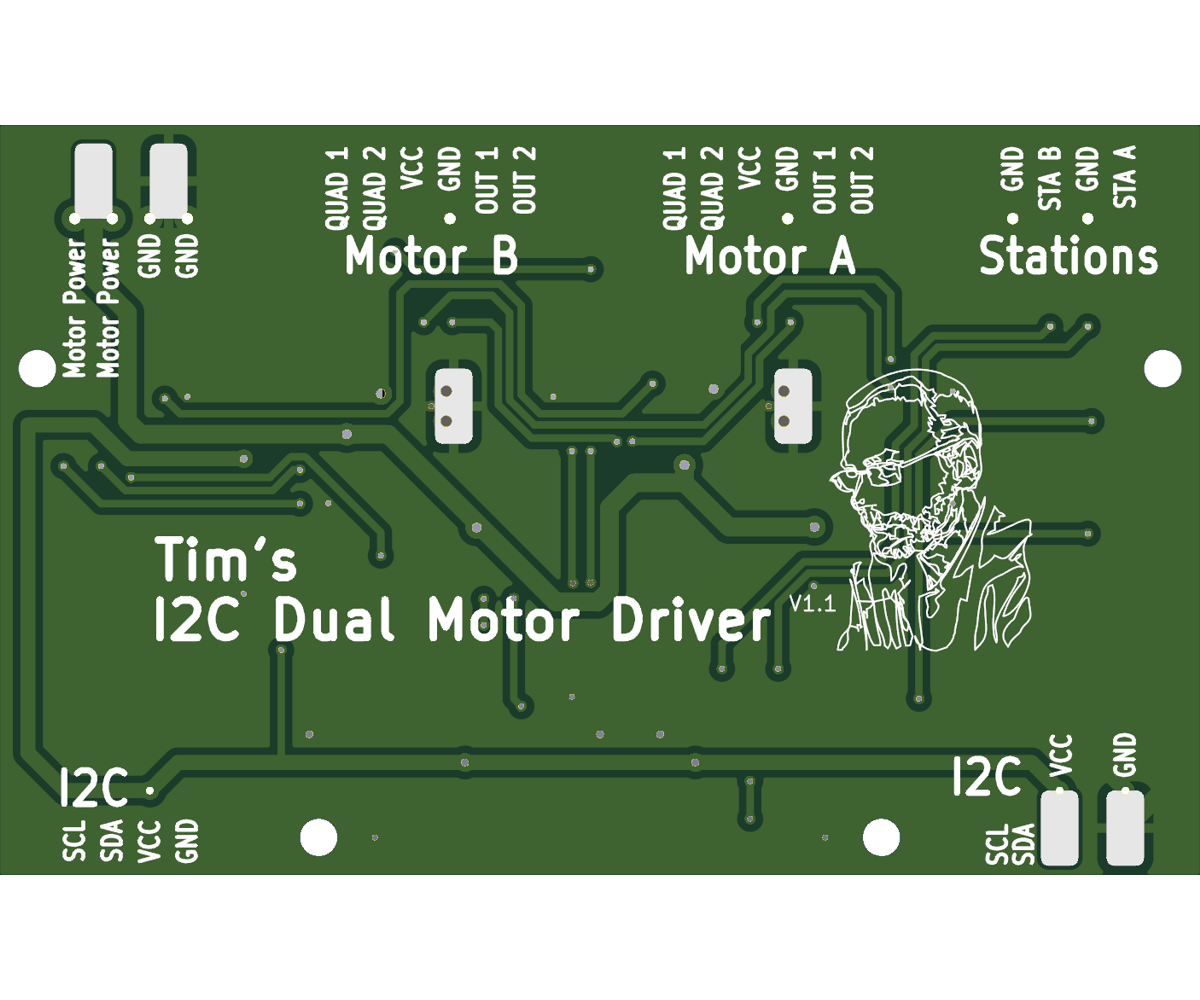 QUAD 1
QUAD 2
VCC
GND
OUT 1
OUT 2
QUAD 1
QUAD 2
VCC
GND
OUT 1
OUT 2
GND
STA B
GND
STA A
Motor Power
Motor Power
GND
GND
Motor B
Motor A
Stations
Tim's
I2C Dual Motor Driver
V1.1
I2C
SCL
SDA
VCC
GND
I2C
VCC
GND
SCL
SDA